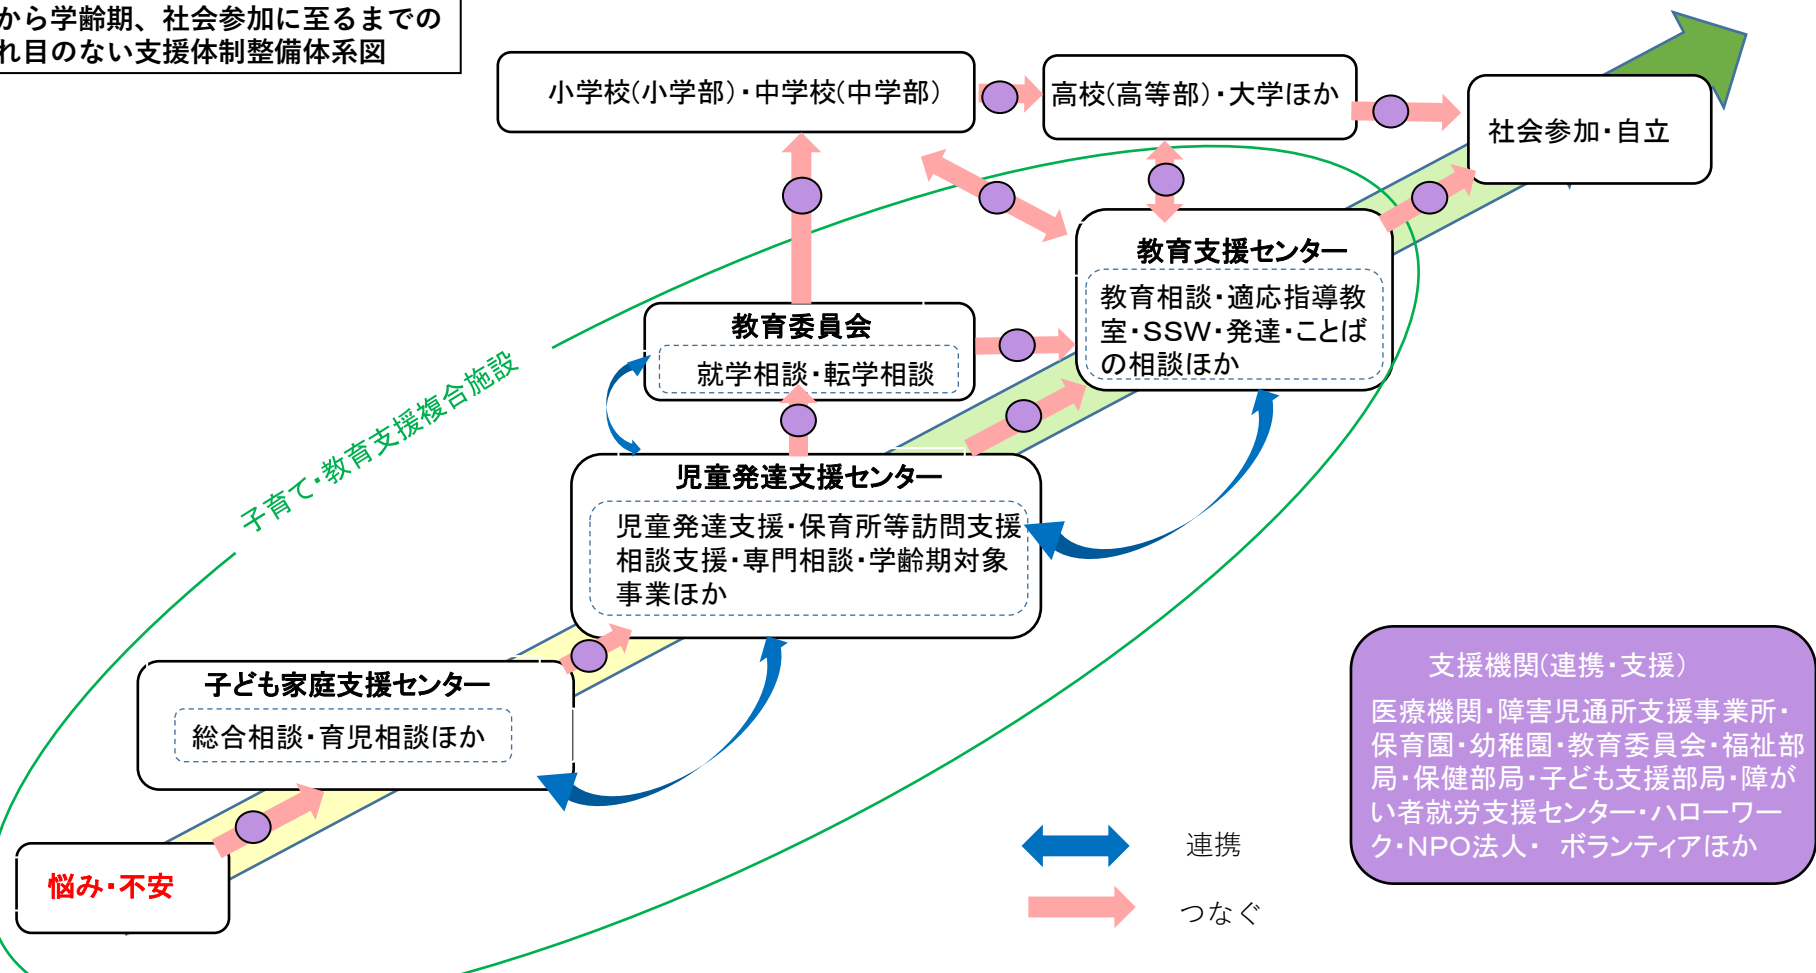 から学齢期、社会参加に至るまでの
れ目のない支援体制整備体系図
小学校(小学部)・中学校(中学部)
高校(高等部)・大学ほか
社会参加・自立
教育支援センター
教育相談・適応指導教
室・SSW・発達・ことば
の相談ほか
教育委員会
就学相談・転学相談
子育て・教育支援複合施設
児童発達支援センター
児童発達支援・保育所等訪問支援
相談支援・専門相談・学齢期対象
事業ほか
子ども家庭支援センター
総合相談・育児相談ほか
悩み・不安
支援機関(連携・支援)
医療機関・障害児通所支援事業所・
保育園・幼稚園・教育委員会・福祉部
局・保健部局・子ども支援部局・障が
い者就労支援センター・ハローワー
ク・NPO法人・ ボランティアほか
連携
つなぐ